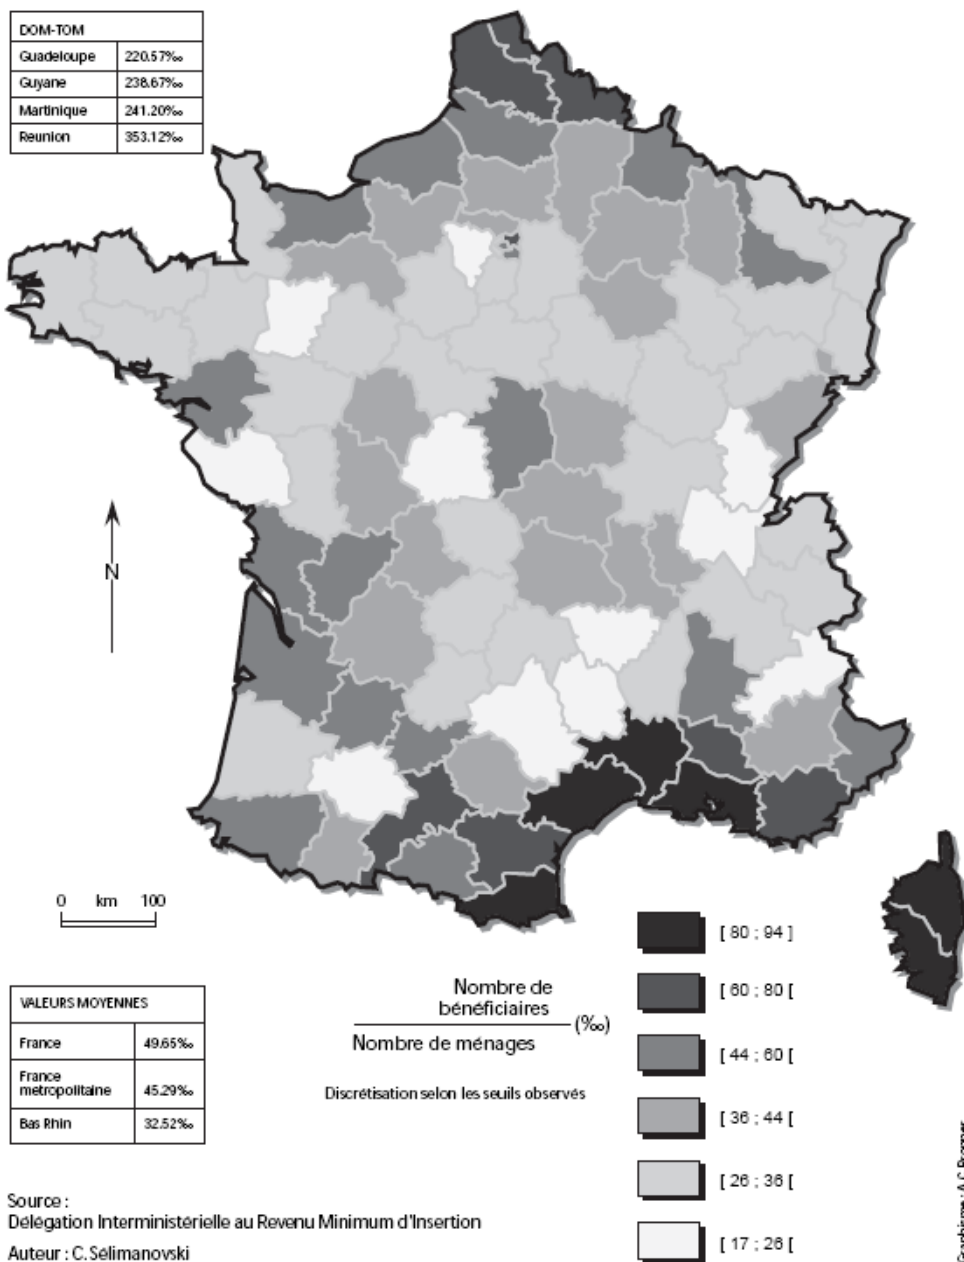 DOM-TOM
Guadeloupe 220.57‰
Guyane 238.67‰
Martinique 241.20‰
Reunion 353.12‰
N
0 km 100
VALEURS MOYENNES
France 49.65‰
France
metropolitaine 45.29‰
Bas Rhin 32.52‰
Nombre de
bénéficiaires
(‰)
Nombre de ménages
Discrétisation selon les seuils observés
[ 80 ; 94 ]
[ 60 ; 80 [
[ 44 ; 60 [
[ 36 ; 44 [
[ 26 ; 36 [
[ 17 ; 26 [
Source :
Délégation Interministérielle au Revenu Minimum d'Insertion
Auteur : C. Sélimanovski
Graphisme : A.C.